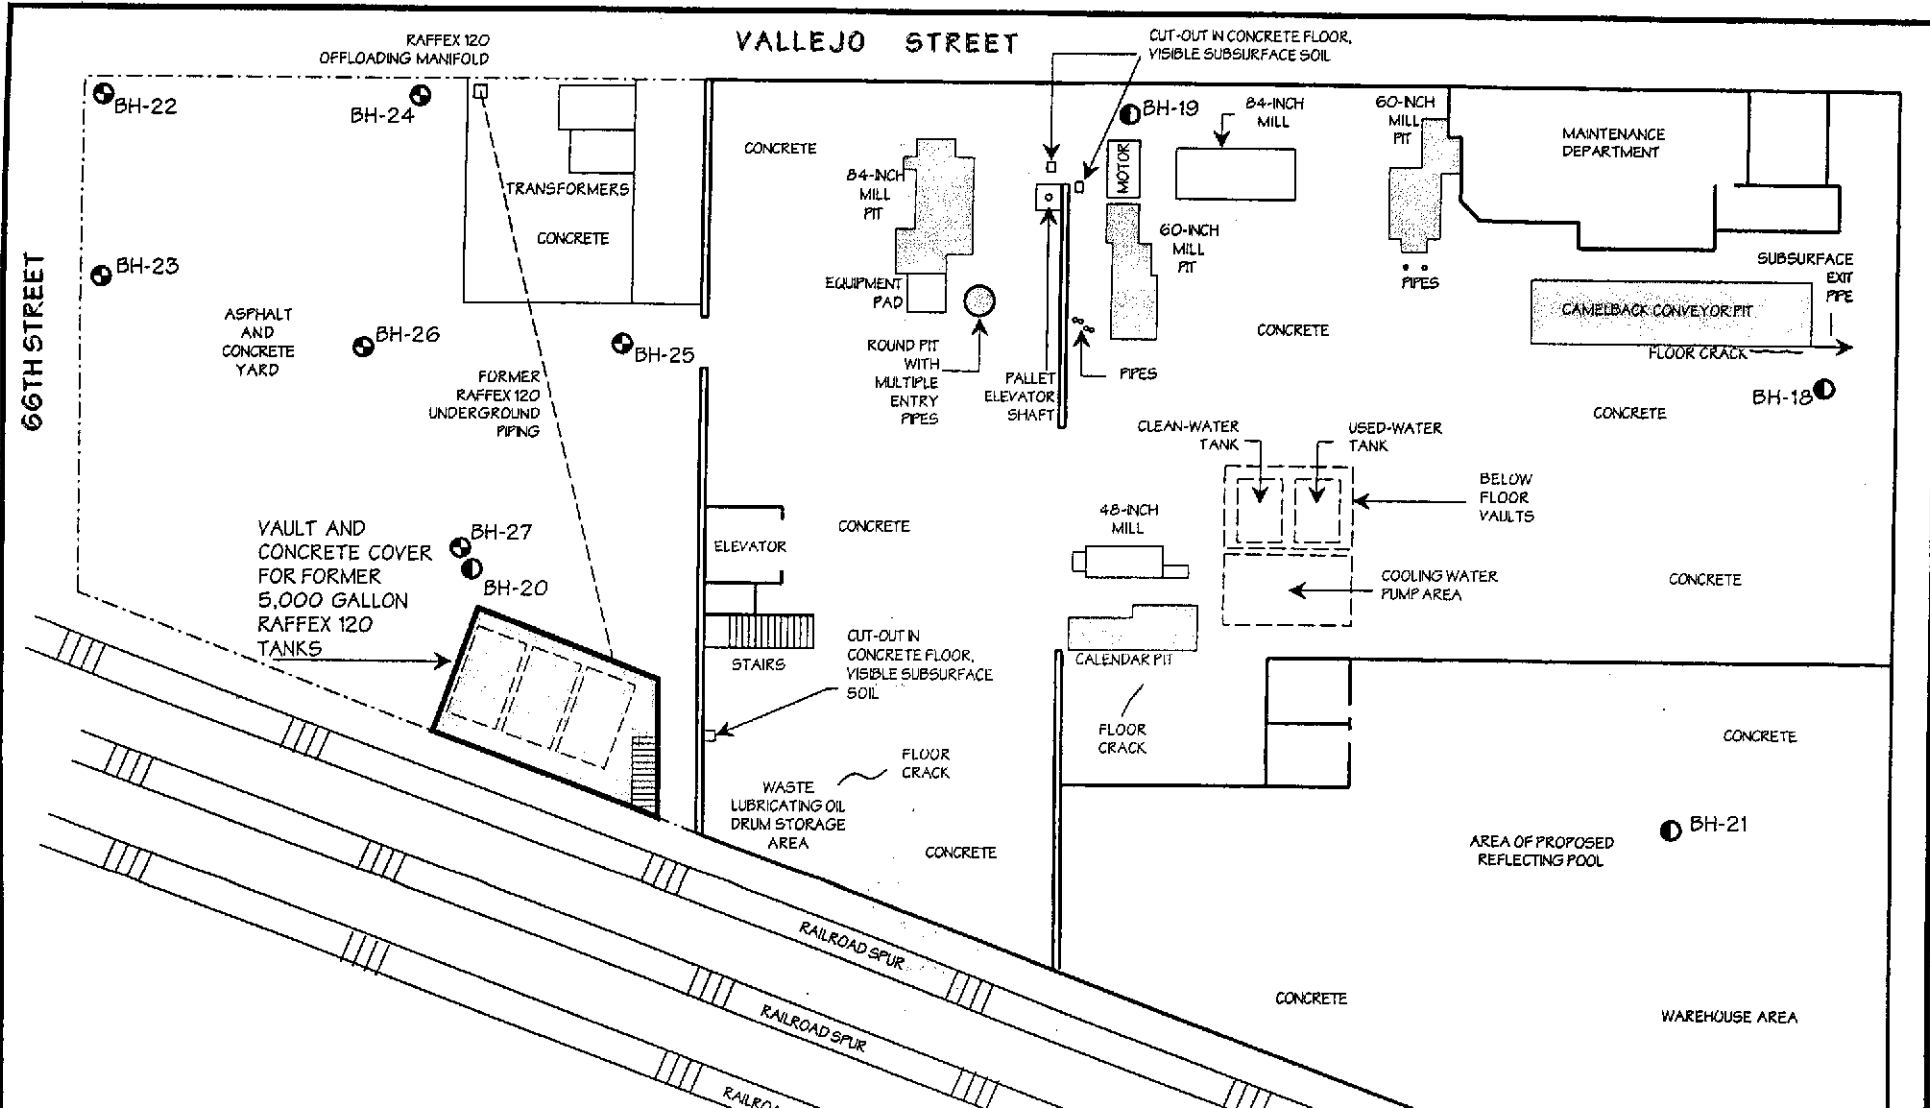 RAFFEX 120
OFFLOADING MANIFOLD
VALLEJO STREET
CUT-OUT IN CONCRETE FLOOR,
VISIBLE SUBSURFACE SOIL
BH-22
BH-24
BH-19
84-INCH
MILL
60-INCH
MILL
PIT
MAINTENANCE
DEPARTMENT
CONCRETE
MOTOR
84-INCH
MILL
PIT
TRANSFORMERS
CONCRETE
60-INCH
MILL
PIT
66TH STREET
BH-23
EQUIPMENT
PAD
PIPES
SUBSURFACE
EXIT
PIPE
CAMELBACK CONVEYOR PIT
ASPHALT
AND
CONCRETE
YARD
BH-26
BH-25
CONCRETE
FLOOR CRACK
ROUND PIT
WITH
MULTIPLE
ENTRY
PIPES
PALLET
ELEVATOR
SHAFT
PIPES
FORMER
RAFFEX 120
UNDERGROUND
PIPING
BH-18
CONCRETE
CLEAN-WATER
TANK
USED-WATER
TANK
BELOW
FLOOR
VAULTS
VAULT AND
CONCRETE COVER
FOR FORMER
5,000 GALLON
RAFFEX 120
TANKS
BH-27
BH-20
ELEVATOR
CONCRETE
48-INCH
MILL
COOLING WATER
PUMP AREA
CONCRETE
STAIRS
CUT-OUT IN
CONCRETE FLOOR,
VISIBLE SUBSURFACE
SOIL
CALENDAR PIT
FLOOR
CRACK
FLOOR
CRACK
CONCRETE
WASTE
LUBRICATING OIL
DRUM STORAGE
AREA
CONCRETE
BH-21
AREA OF PROPOSED
REFLECTING POOL
RAILROAD SPUR
RAILROAD SPUR
CONCRETE
WAREHOUSE AREA